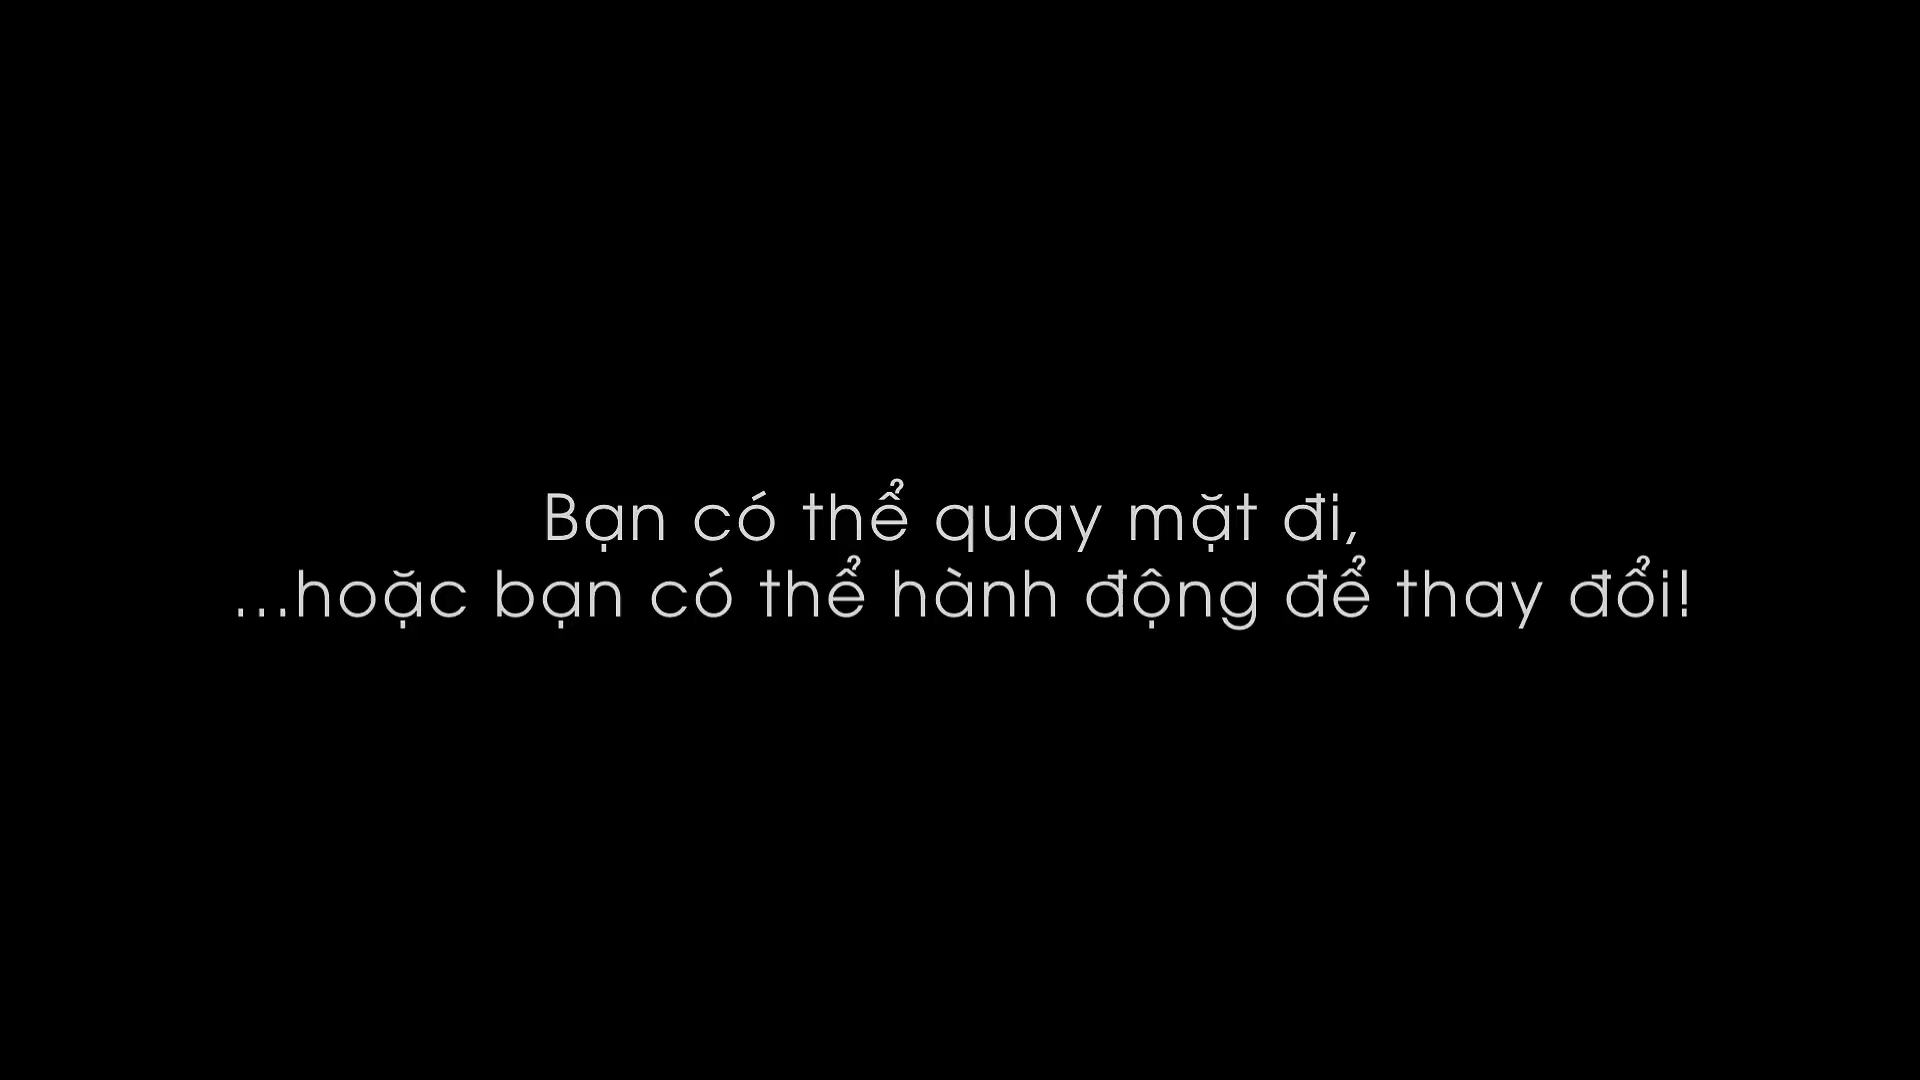 Bạn có thể quay mặt đi,
...hoặc bạn có thể hành động để thay đổi!